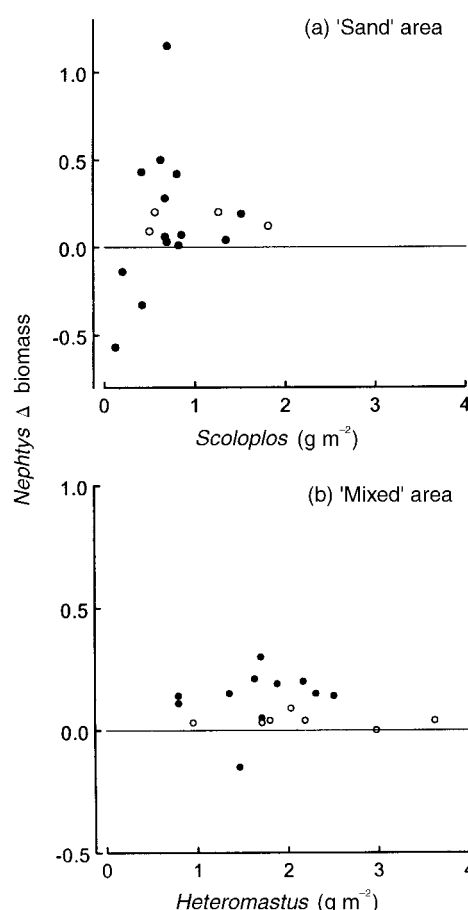 (a) 'Sand' area
1.0
0.5
0.0
-0.5
0 1 2 3 4
Scoloplos (g m⁻²)
Nephtys Δ biomass
(b) 'Mixed' area
1.0
0.5
0.0
-0.5
0 1 2 3 4
Heteromastus (g m⁻²)